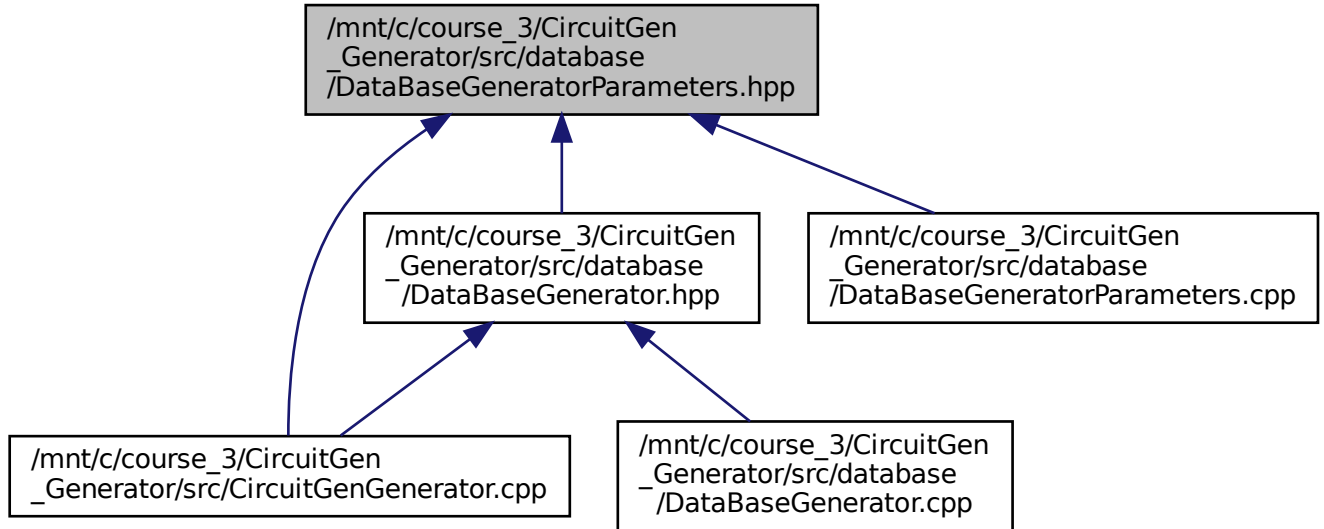 /mnt/c/course_3/CircuitGen
_Generator/src/database
/DataBaseGeneratorParameters.hpp
/mnt/c/course_3/CircuitGen
_Generator/src/database
/DataBaseGenerator.hpp
/mnt/c/course_3/CircuitGen
_Generator/src/database
/DataBaseGeneratorParameters.cpp
/mnt/c/course_3/CircuitGen
_Generator/src/CircuitGenGenerator.cpp
/mnt/c/course_3/CircuitGen
_Generator/src/database
/DataBaseGenerator.cpp